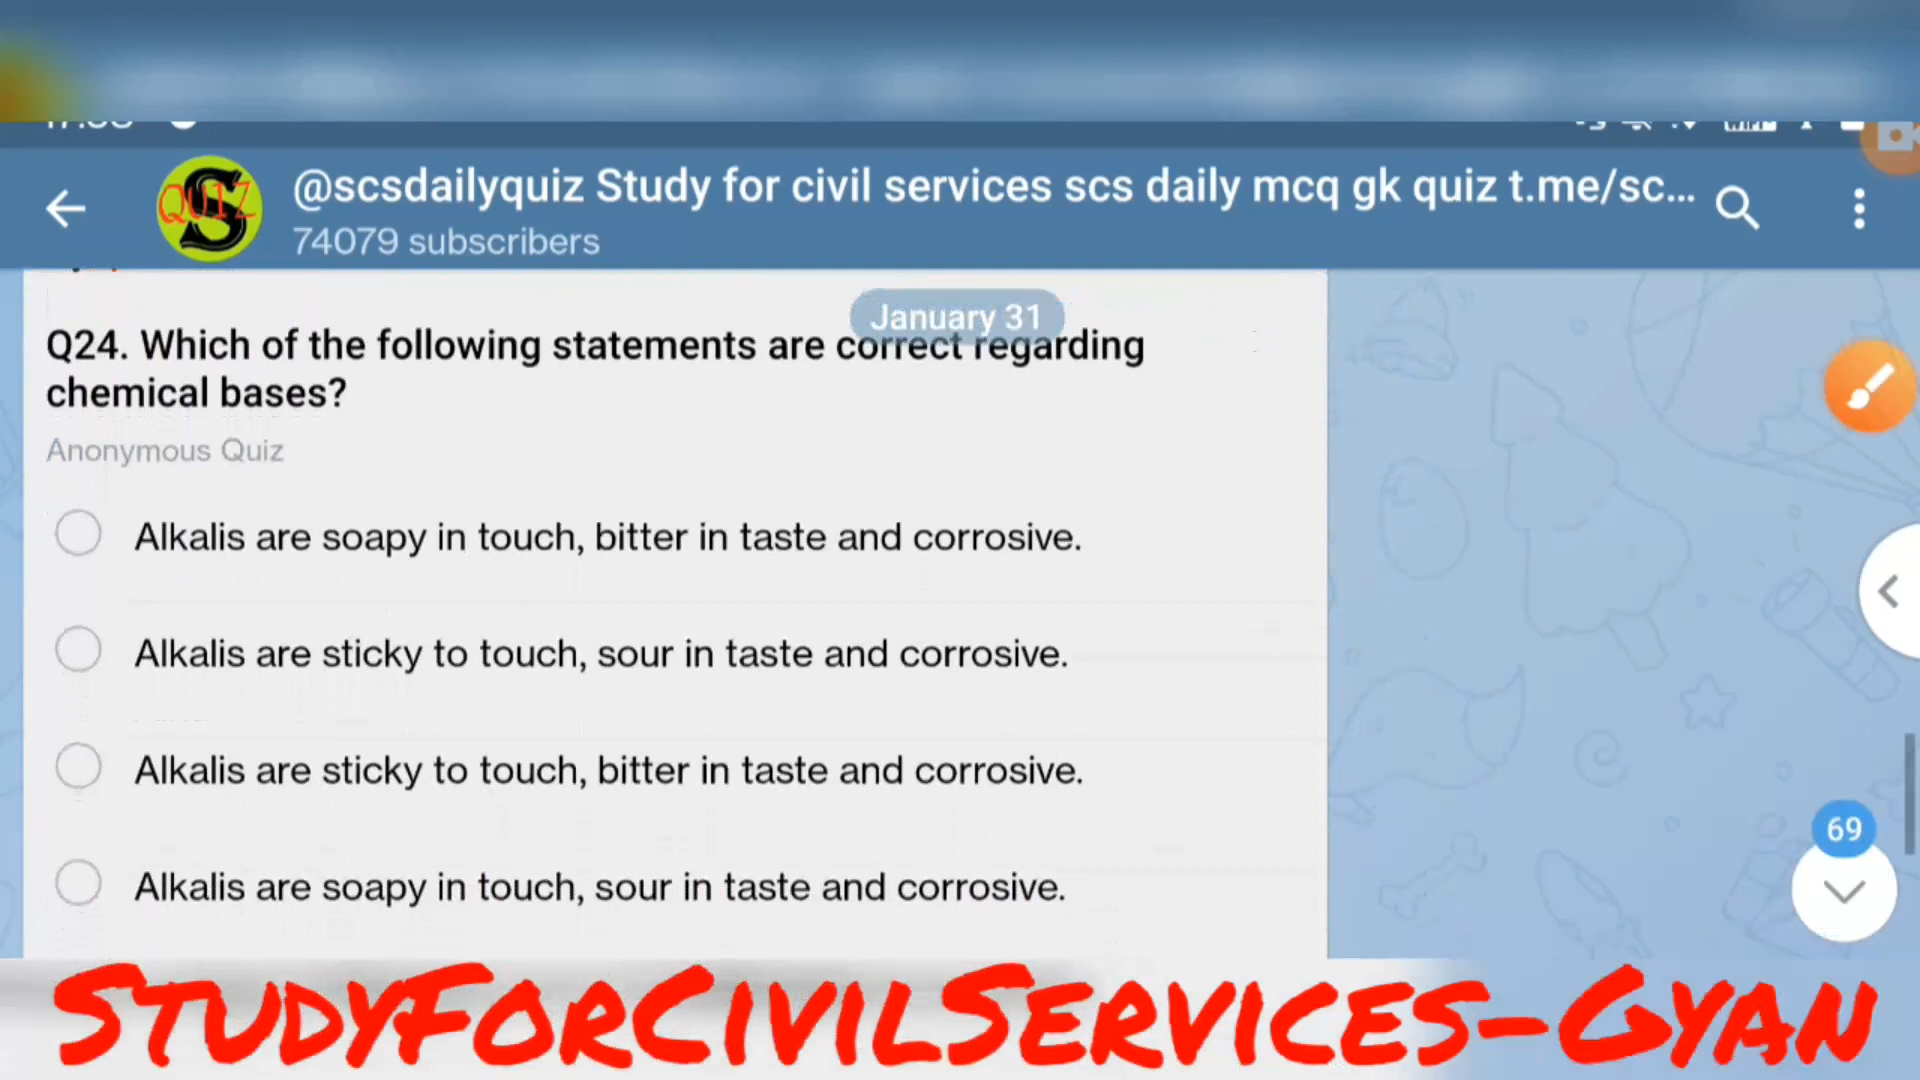 @scsdailyquiz Study for civil services scs daily mcq gk quiz t.me/sc...
74079 subscribers
QUIZ S
January 31
Q24. Which of the following statements are correct regarding
chemical bases?
Anonymous Quiz
Alkalis are soapy in touch, bitter in taste and corrosive.
Alkalis are sticky to touch, sour in taste and corrosive.
Alkalis are sticky to touch, bitter in taste and corrosive.
69
Alkalis are soapy in touch, sour in taste and corrosive.
StudyForCivilServices-Gyan